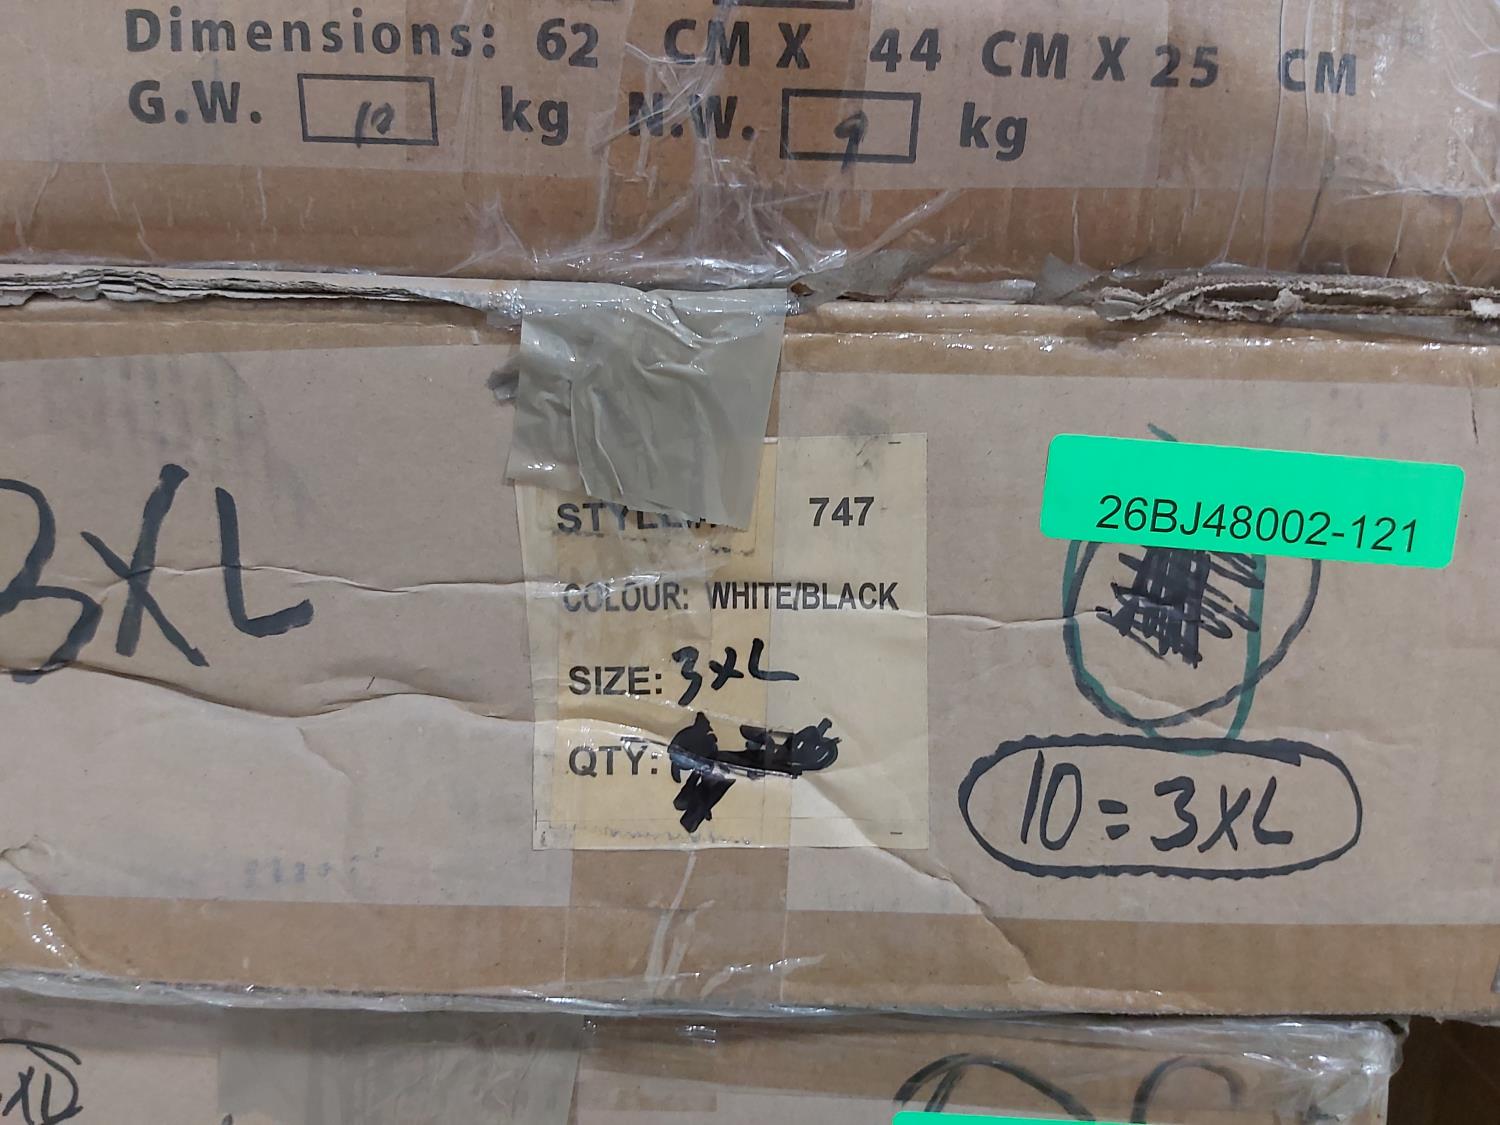 Dimensions: 62 CM X 44 CM X 25 CM
G.W. 10 kg N.W. 9 kg
3XL
747
COLOUR: WHITE/BLACK
SIZE: 3XL
QTY:
26BJ48002-121
10 = 3XL